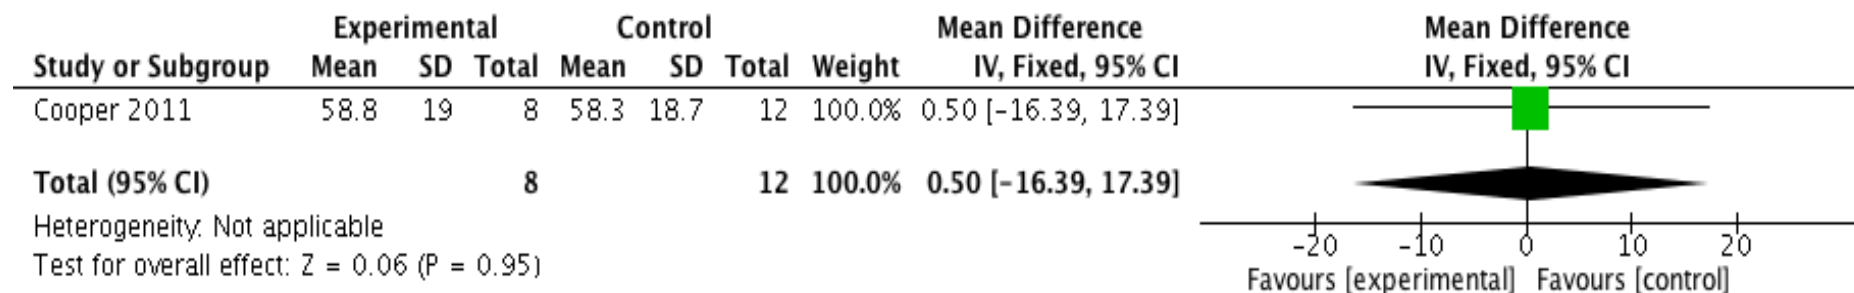 Experimental Control Mean Difference Mean Difference
Study or Subgroup Mean SD Total Mean SD Total Weight IV, Fixed, 95% CI IV, Fixed, 95% CI
Cooper 2011 58.8 19 8 58.3 18.7 12 100.0% 0.50 [−16.39, 17.39]
Total (95% CI) 8 12 100.0% 0.50 [−16.39, 17.39]
Heterogeneity: Not applicable
Test for overall effect: Z = 0.06 (P = 0.95)
−20 −10 0 10 20
Favours [experimental] Favours [control]